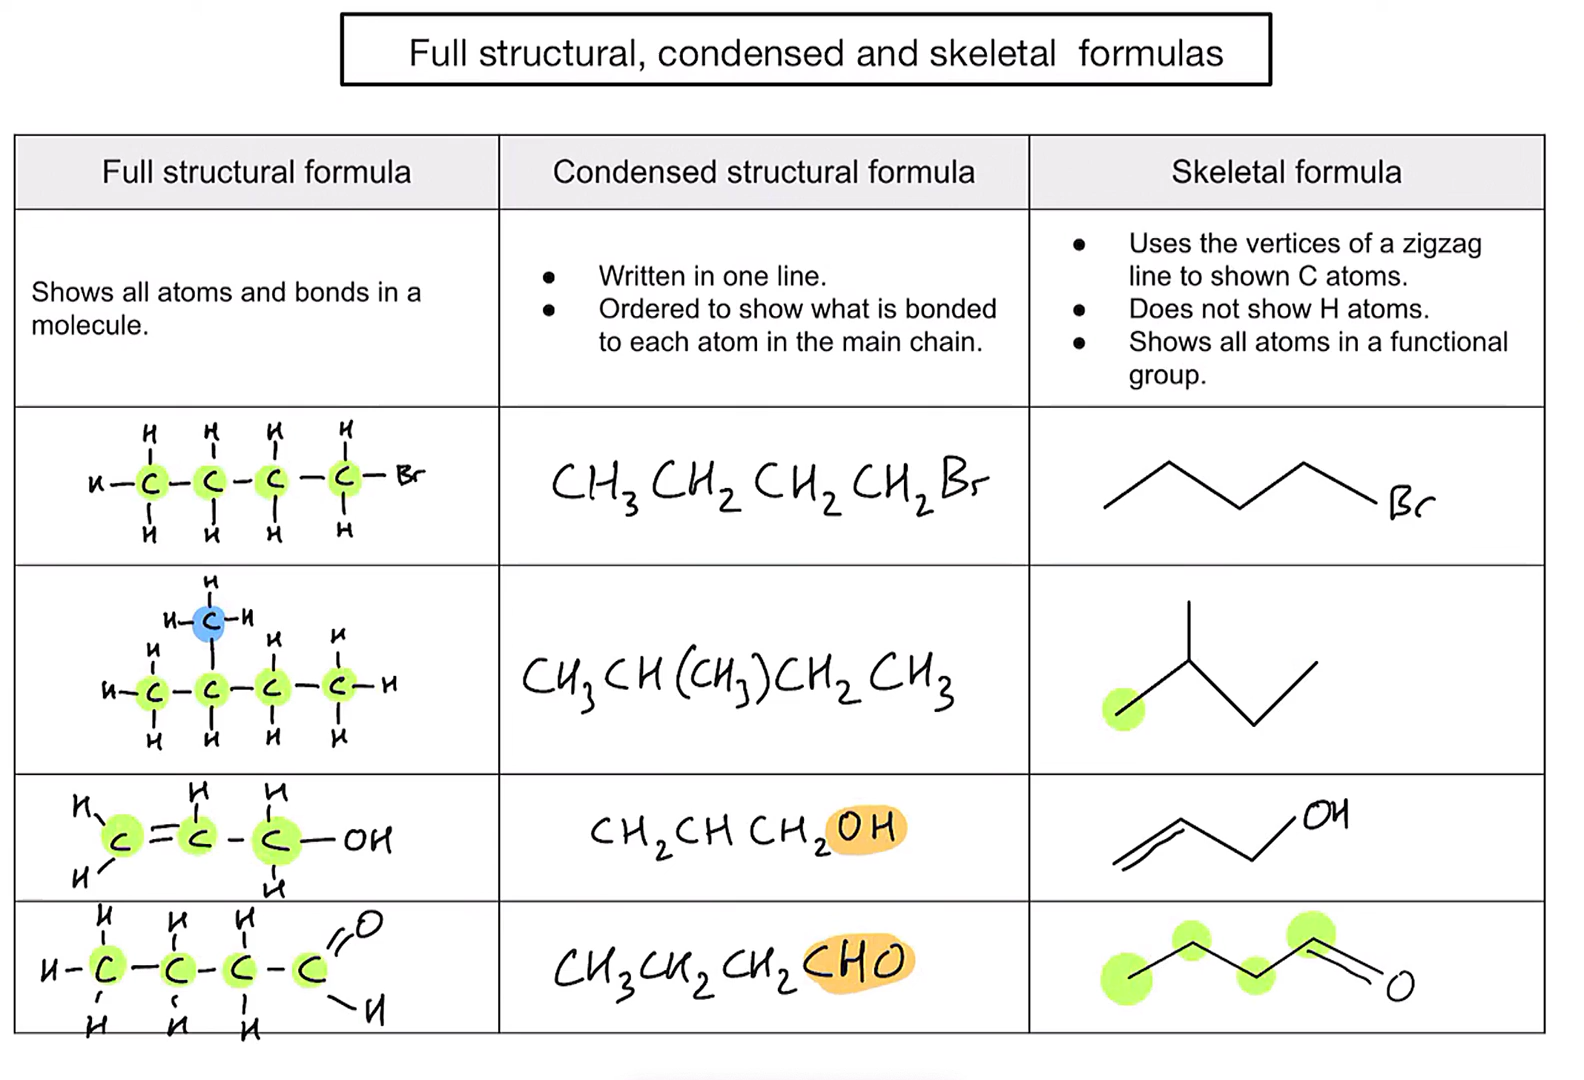 Full structural, condensed and skeletal formulas
Full structural formula
Condensed structural formula
Skeletal formula
Shows all atoms and bonds in a
molecule.
● Written in one line.
● Ordered to show what is bonded
to each atom in the main chain.
● Uses the vertices of a zigzag
line to shown C atoms.
● Does not show H atoms.
● Shows all atoms in a functional
group.
H H H H
H-C-C-C-C-Br
H H H H
CH₃CH₂CH₂CH₂Br
Br
H
H-C-H
H H H
H-C-C-C-C-H
H H H H
CH₃CH(CH₃)CH₂CH₃
H H H
C=C-C-OH
H H
CH₂CHCH₂OH
OH
H H H O
H-C-C-C-C
H H H H
CH₃CH₂CH₂CHO
O